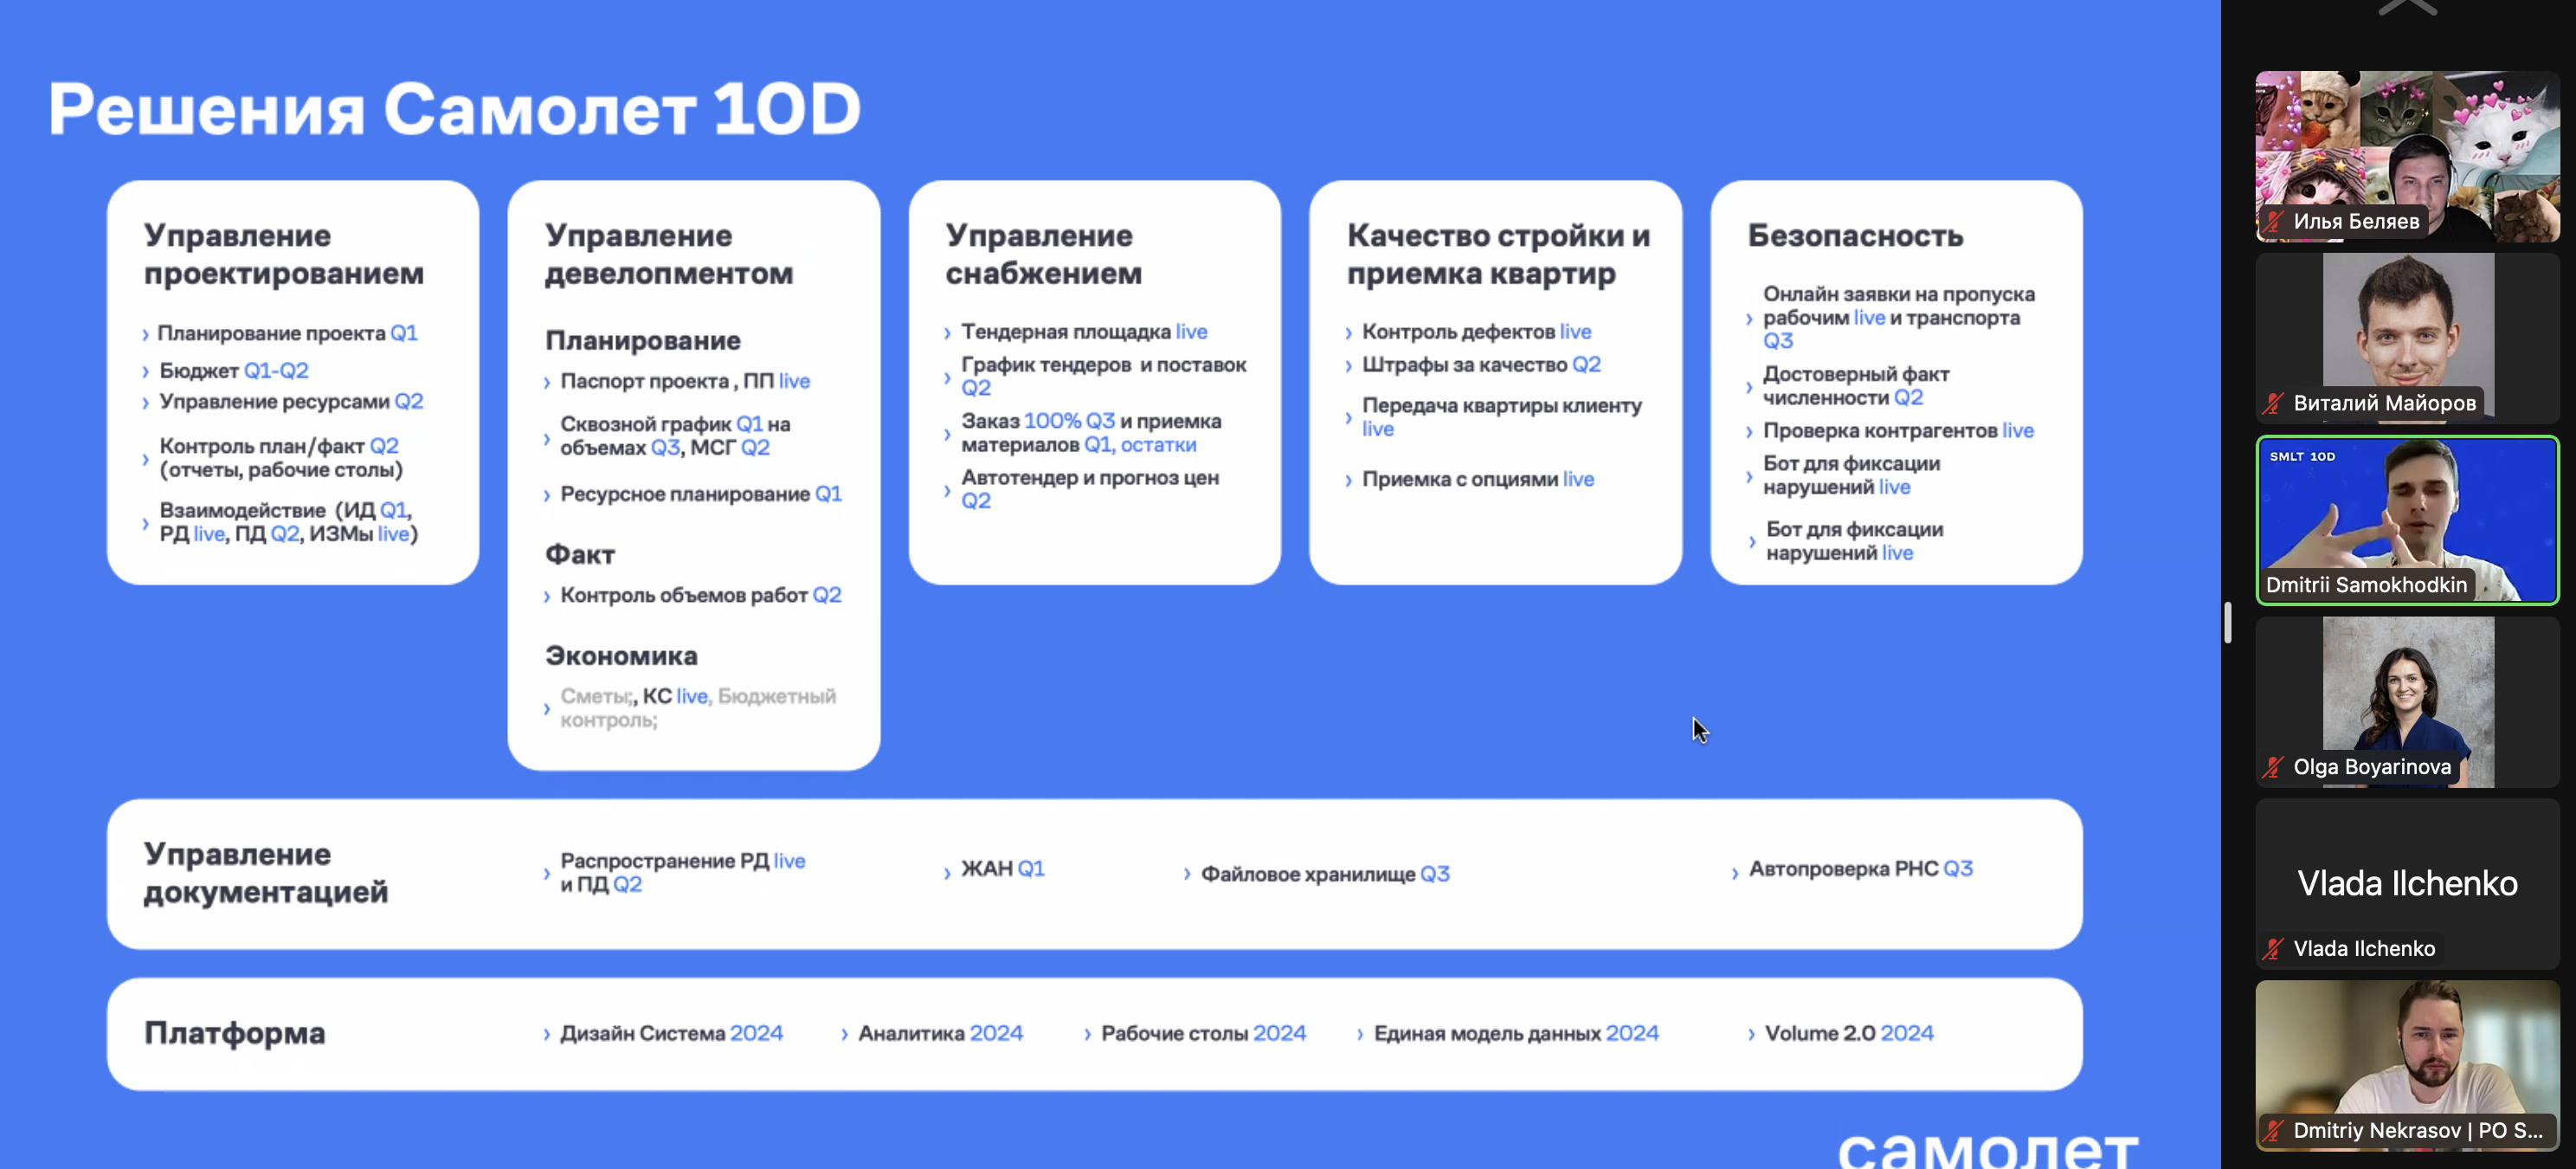 Решения Самолет 10D
Управление
проектированием
Планирование проекта Q1
Бюджет Q1-Q2
Управление ресурсами Q2
Контроль план/факт Q2
(отчеты, рабочие столы)
Взаимодействие (ИД Q1,
РД live, ПД Q2, ИЗМы live)
Управление
девелопментом
Планирование
Паспорт проекта , ПП live
Сквозной график Q1 на
объемах Q3, МСГ Q2
Ресурсное планирование Q1
Факт
Контроль объемов работ Q2
Экономика
Сметы;, КС live, Бюджетный
контроль;
Управление
снабжением
Тендерная площадка live
График тендеров и поставок
Q2
Заказ 100% Q3 и приемка
материалов Q1, остатки
Автотендер и прогноз цен
Q2
Качество стройки и
приемка квартир
Контроль дефектов live
Штрафы за качество Q2
Передача квартиры клиенту
live
Приемка с опциями live
Безопасность
Онлайн заявки на пропуска
рабочим live и транспорта
Q3
Достоверный факт
численности Q2
Проверка контрагентов live
Бот для фиксации
нарушений live
Бот для фиксации
нарушений live
Управление
документацией
Распространение РД live
и ПД Q2
ЖАН Q1
Файловое хранилище Q3
Автопроверка РНС Q3
Платформа
Дизайн Система 2024
Аналитика 2024
Рабочие столы 2024
Единая модель данных 2024
Volume 2.0 2024
самолет
Илья Беляев
Виталий Майоров
SMLT 10D
Dmitrii Samokhodkin
Olga Boyarinova
Vlada Ilchenko
Vlada Ilchenko
Dmitriy Nekrasov | PO S...